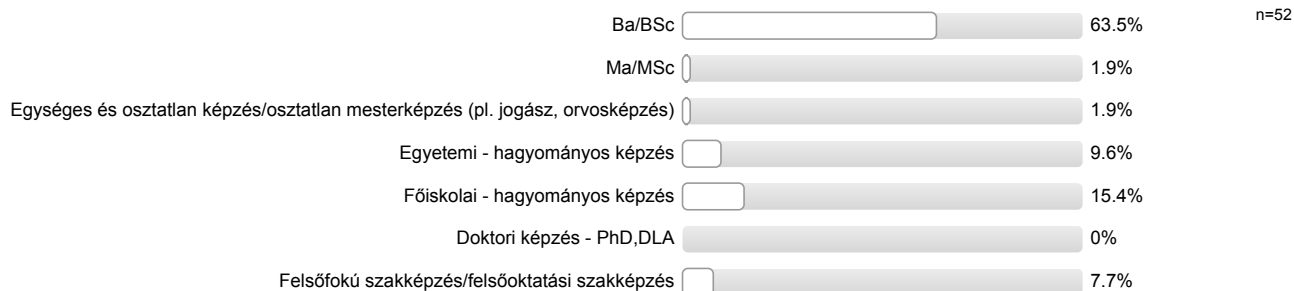 Ba/BSc 63.5% n=52
Ma/MSc 1.9%
Egységes és osztatlan képzés/osztatlan mesterképzés (pl. jogász, orvosképzés) 1.9%
Egyetemi - hagyományos képzés 9.6%
Főiskolai - hagyományos képzés 15.4%
Doktori képzés - PhD,DLA 0%
Felsőfokú szakképzés/felsőoktatási szakképzés 7.7%